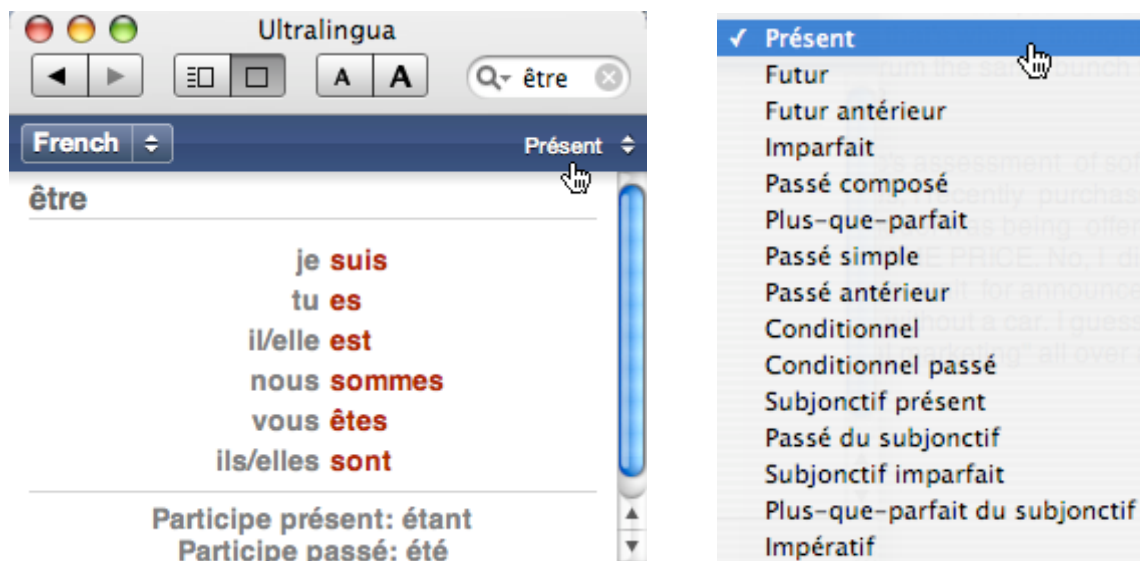 Ultralingua
A A être
French Présent
être
je suis
tu es
il/elle est
nous sommes
vous êtes
ils/elles sont
Participe présent: étant
Participe passé: été
✓ Présent
Futur
Futur antérieur
Imparfait
Passé composé
Plus-que-parfait
Passé simple
Passé antérieur
Conditionnel
Conditionnel passé
Subjonctif présent
Passé du subjonctif
Subjonctif imparfait
Plus-que-parfait du subjonctif
Impératif